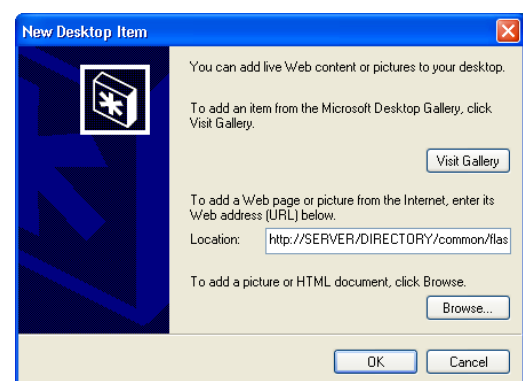 New Desktop Item
You can add live Web content or pictures to your desktop.
To add an item from the Microsoft Desktop Gallery, click
Visit Gallery.
Visit Gallery
To add a Web page or picture from the Internet, enter its
Web address (URL) below.
Location: http://SERVER/DIRECTORY/common/flas
To add a picture or HTML document, click Browse.
Browse...
OK Cancel